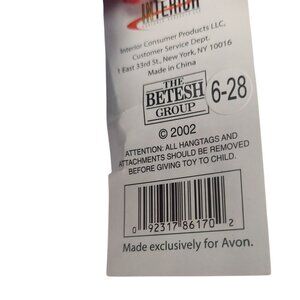 INTERIOR
Interior Consumer Products LLC,
Customer Service Dept.
1 East 33rd St., New York, NY 10016
Made in China
THE
BETESH
GROUP
6-28
© 2002
ATTENTION: ALL HANGTAGS AND
ATTACHMENTS SHOULD BE REMOVED
BEFORE GIVING TOY TO CHILD.
0 92317 86170 2
Made exclusively for Avon.